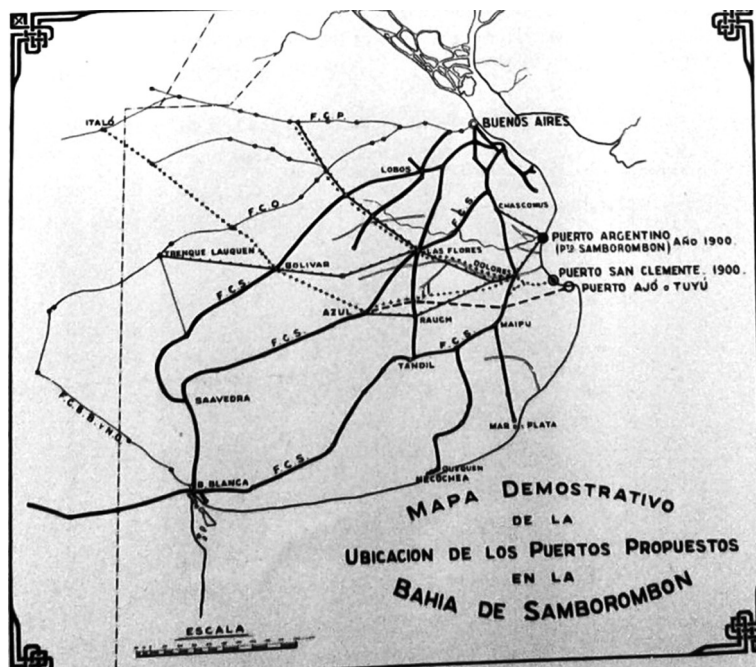 F.C.P.
BUENOS AIRES
ITALÓ
LOBOS
F.C.O.
F.C.S.
CHASCOMUS
PUERTO ARGENTINO
(PTO SAMBOROMBON) AÑO 1900.
TRENQUE LAUQUEN
LAS FLORES
DOLORES
BOLIVAR
PUERTO SAN CLEMENTE. 1900.
PUERTO AJÓ o TUYÚ
F.C.S.
AZUL
RAUCH
MAIPU
F.C.S.
F.C.S.
TANDIL
SAAVEDRA
F.C.B.B. y N.O.
MAR DEL PLATA
F.C.S.
B. BLANCA
QUEQUEN
NECOCHEA
MAPA DEMOSTRATIVO
DE LA
UBICACION DE LOS PUERTOS PROPUESTOS
EN LA
BAHIA DE SAMBOROMBON
ESCALA